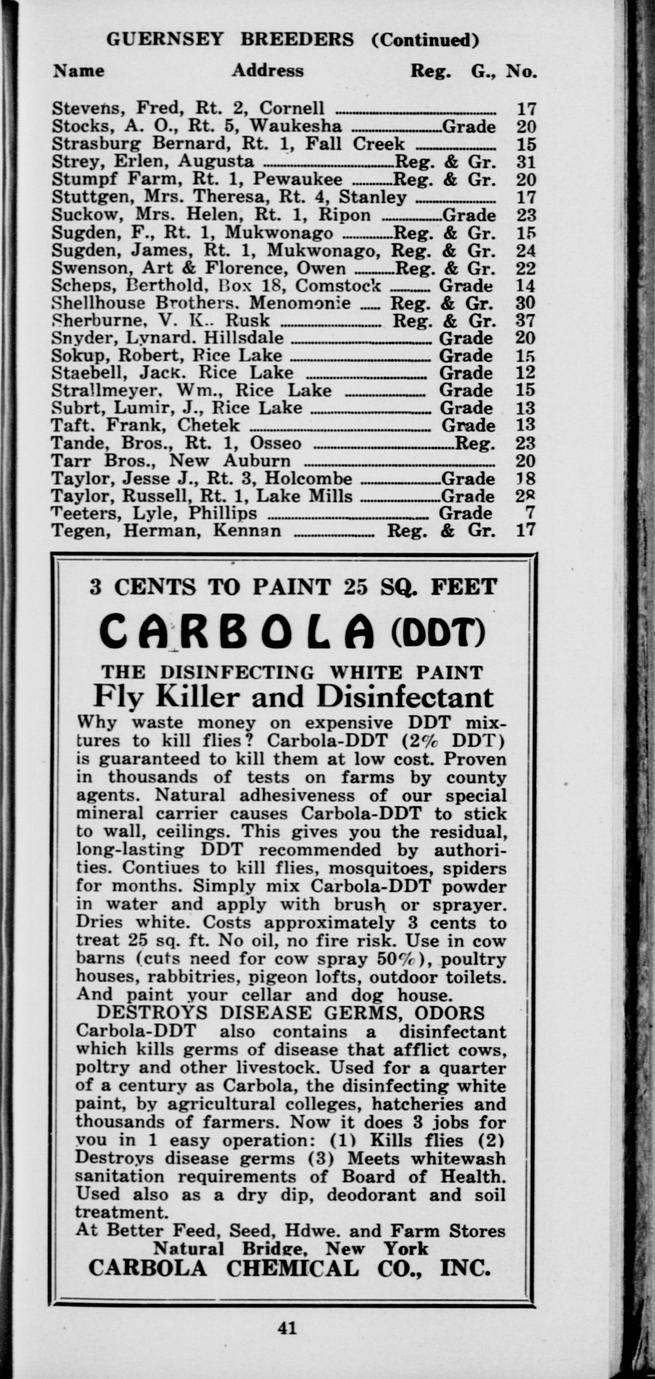 GUERNSEY BREEDERS (Continued)
Name Address Reg. G., No.
Stevens, Fred, Rt. 2, Cornell ........ 17
Stocks, A. O., Rt. 5, Waukesha ........Grade 20
Strasburg Bernard, Rt. 1, Fall Creek ........ 15
Strey, Erlen, Augusta ........Reg. & Gr. 31
Stumpf Farm, Rt. 1, Pewaukee ........Reg. & Gr. 20
Stuttgen, Mrs. Theresa, Rt. 4, Stanley ........ 17
Suckow, Mrs. Helen, Rt. 1, Ripon ........Grade 23
Sugden, F., Rt. 1, Mukwonago ........Reg. & Gr. 15
Sugden, James, Rt. 1, Mukwonago, Reg. & Gr. 24
Swenson, Art & Florence, Owen ........Reg. & Gr. 22
Scheps, Berthold, Box 18, Comstock ........ Grade 14
Shellhouse Brothers. Menomonie ..... Reg. & Gr. 30
Sherburne, V. K.. Rusk ........ Reg. & Gr. 37
Snyder, Lynard. Hillsdale ........ Grade 20
Sokup, Robert, Rice Lake ........ Grade 15
Staebell, Jack. Rice Lake ........ Grade 12
Strallmeyer, Wm., Rice Lake ........ Grade 15
Subrt, Lumir, J., Rice Lake ........ Grade 13
Taft. Frank, Chetek ........ Grade 13
Tande, Bros., Rt. 1, Osseo ........Reg. 23
Tarr Bros., New Auburn ........ 20
Taylor, Jesse J., Rt. 3, Holcombe ........Grade 18
Taylor, Russell, Rt. 1, Lake Mills ........Grade 28
Teeters, Lyle, Phillips ........ Grade 7
Tegen, Herman, Kennan ........ Reg. & Gr. 17
3 CENTS TO PAINT 25 SQ. FEET
CARBOLA (DDT)
THE DISINFECTING WHITE PAINT
Fly Killer and Disinfectant
Why waste money on expensive DDT mix-
tures to kill flies? Carbola-DDT (2% DDT)
is guaranteed to kill them at low cost. Proven
in thousands of tests on farms by county
agents. Natural adhesiveness of our special
mineral carrier causes Carbola-DDT to stick
to wall, ceilings. This gives you the residual,
long-lasting DDT recommended by authori-
ties. Contiues to kill flies, mosquitoes, spiders
for months. Simply mix Carbola-DDT powder
in water and apply with brush or sprayer.
Dries white. Costs approximately 3 cents to
treat 25 sq. ft. No oil, no fire risk. Use in cow
barns (cuts need for cow spray 50%), poultry
houses, rabbitries, pigeon lofts, outdoor toilets.
And paint your cellar and dog house.
DESTROYS DISEASE GERMS, ODORS
Carbola-DDT also contains a disinfectant
which kills germs of disease that afflict cows,
poltry and other livestock. Used for a quarter
of a century as Carbola, the disinfecting white
paint, by agricultural colleges, hatcheries and
thousands of farmers. Now it does 3 jobs for
you in 1 easy operation: (1) Kills flies (2)
Destroys disease germs (3) Meets whitewash
sanitation requirements of Board of Health.
Used also as a dry dip, deodorant and soil
treatment.
At Better Feed, Seed, Hdwe. and Farm Stores
Natural Bridge, New York
CARBOLA CHEMICAL CO., INC.
41